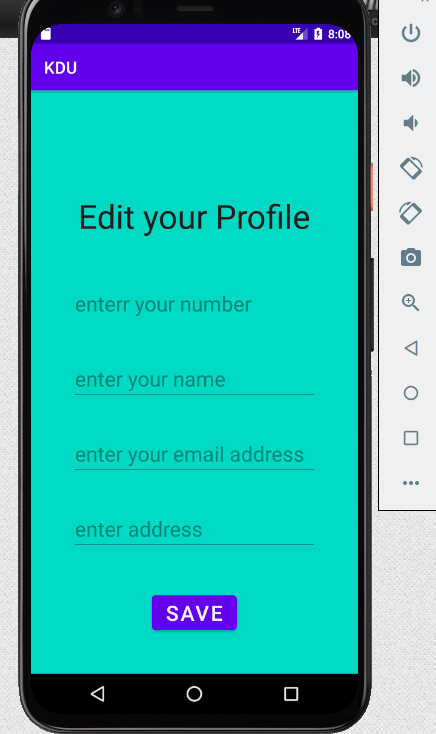 LTE 8:08
KDU
Edit your Profile
enterr your number
enter your name
enter your email address
enter address
SAVE